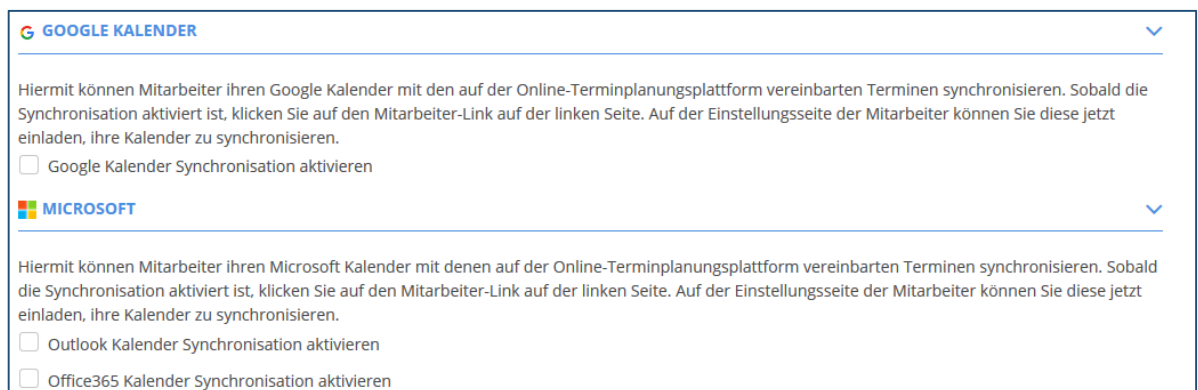 GOOGLE KALENDER
Hiermit können Mitarbeiter ihren Google Kalender mit den auf der Online-Terminplanungsplattform vereinbarten Terminen synchronisieren. Sobald die
Synchronisation aktiviert ist, klicken Sie auf den Mitarbeiter-Link auf der linken Seite. Auf der Einstellungsseite der Mitarbeiter können Sie diese jetzt
einladen, ihre Kalender zu synchronisieren.
Google Kalender Synchronisation aktivieren
MICROSOFT
Hiermit können Mitarbeiter ihren Microsoft Kalender mit denen auf der Online-Terminplanungsplattform vereinbarten Terminen synchronisieren. Sobald
die Synchronisation aktiviert ist, klicken Sie auf den Mitarbeiter-Link auf der linken Seite. Auf der Einstellungsseite der Mitarbeiter können Sie diese jetzt
einladen, ihre Kalender zu synchronisieren.
Outlook Kalender Synchronisation aktivieren
Office365 Kalender Synchronisation aktivieren